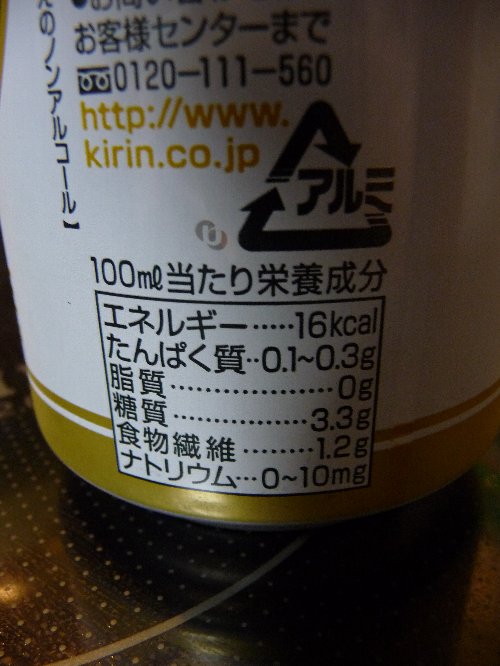 お客様センターまで
0120-111-560
http://www.
kirin.co.jp
アルミ
のノンアルコール】
100ml当たり栄養成分
エネルギー……16kcal
たんぱく質‥0.1~0.3g
脂質………………0g
糖質……………3.3g
食物繊維…………1.2g
ナトリウム…0~10mg